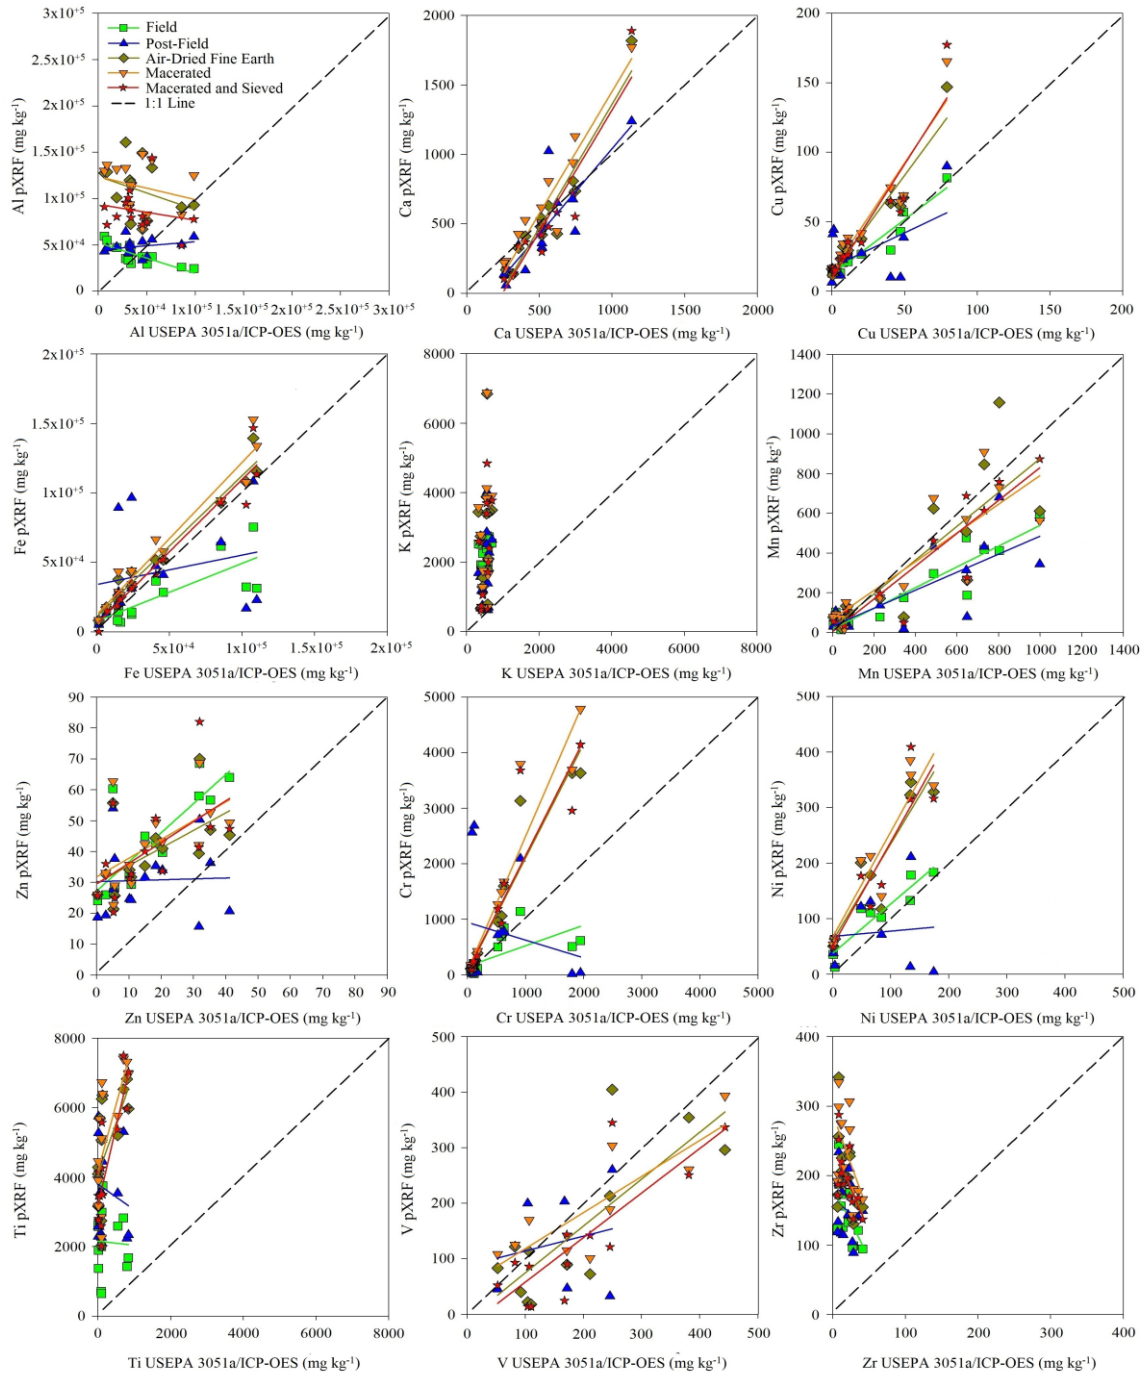 3x10⁺⁵
2.5x10⁺⁵
2x10⁺⁵
1.5x10⁺⁵
1x10⁺⁵
5x10⁺⁴
0
Al pXRF (mg kg⁻¹)
Field
Post-Field
Air-Dried Fine Earth
Macerated
Macerated and Sieved
1:1 Line
0 5x10⁺⁴ 1x10⁺⁵ 1.5x10⁺⁵ 2x10⁺⁵ 2.5x10⁺⁵ 3x10⁺⁵
Al USEPA 3051a/ICP-OES (mg kg⁻¹)
2000
1500
1000
500
0
Ca pXRF (mg kg⁻¹)
0 500 1000 1500 2000
Ca USEPA 3051a/ICP-OES (mg kg⁻¹)
200
150
100
50
0
Cu pXRF (mg kg⁻¹)
0 50 100 150 200
Cu USEPA 3051a/ICP-OES (mg kg⁻¹)
2x10⁺⁵
1.5x10⁺⁵
1x10⁺⁵
5x10⁺⁴
0
Fe pXRF (mg kg⁻¹)
5x10⁺⁴ 1x10⁺⁵ 1.5x10⁺⁵ 2x10⁺⁵
Fe USEPA 3051a/ICP-OES (mg kg⁻¹)
8000
6000
4000
2000
0
K pXRF (mg kg⁻¹)
0 2000 4000 6000 8000
K USEPA 3051a/ICP-OES (mg kg⁻¹)
1400
1200
1000
800
600
400
200
0
Mn pXRF (mg kg⁻¹)
0 200 400 600 800 1000 1200 1400
Mn USEPA 3051a/ICP-OES (mg kg⁻¹)
90
80
70
60
50
40
30
20
10
0
Zn pXRF (mg kg⁻¹)
0 10 20 30 40 50 60 70 80 90
Zn USEPA 3051a/ICP-OES (mg kg⁻¹)
5000
4000
3000
2000
1000
0
Cr pXRF (mg kg⁻¹)
0 1000 2000 3000 4000 5000
Cr USEPA 3051a/ICP-OES (mg kg⁻¹)
500
400
300
200
100
0
Ni pXRF (mg kg⁻¹)
0 100 200 300 400 500
Ni USEPA 3051a/ICP-OES (mg kg⁻¹)
8000
6000
4000
2000
0
Ti pXRF (mg kg⁻¹)
0 2000 4000 6000 8000
Ti USEPA 3051a/ICP-OES (mg kg⁻¹)
500
400
300
200
100
0
V pXRF (mg kg⁻¹)
0 100 200 300 400 500
V USEPA 3051a/ICP-OES (mg kg⁻¹)
400
300
200
100
0
Zr pXRF (mg kg⁻¹)
0 100 200 300 400
Zr USEPA 3051a/ICP-OES (mg kg⁻¹)